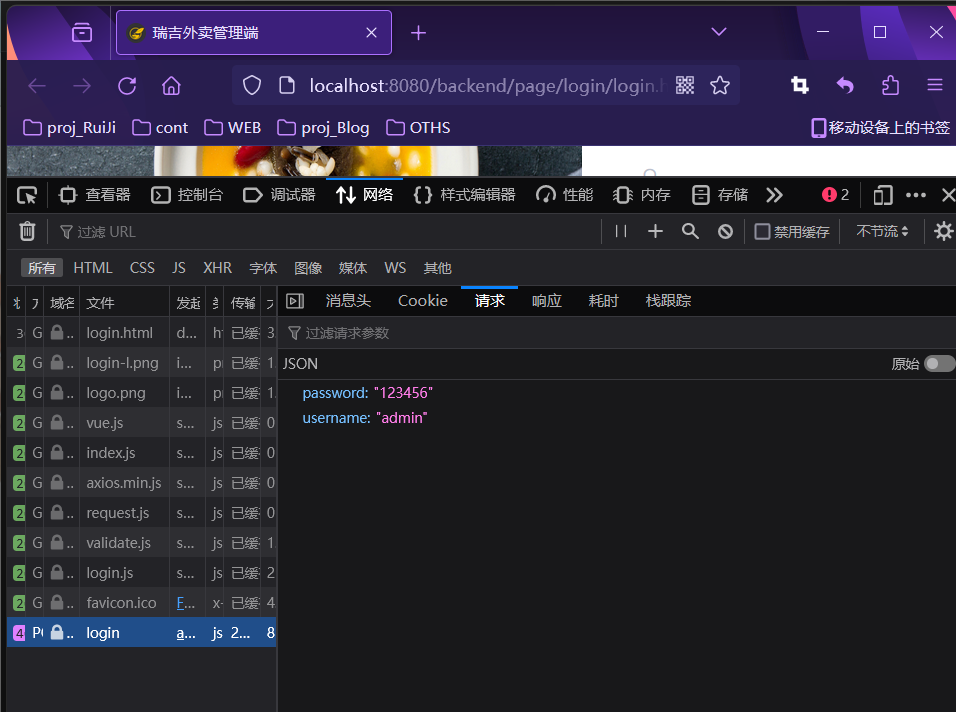 瑞吉外卖管理端
localhost:8080/backend/page/login/login.h
proj_RuiJi cont WEB proj_Blog OTHS 移动设备上的书签
查看器 控制台 调试器 网络 样式编辑器 性能 内存 存储 2
过滤 URL 禁用缓存 不节流
所有 HTML CSS JS XHR 字体 图像 媒体 WS 其他
域名 文件 发起 传输 消息头 Cookie 请求 响应 耗时 栈跟踪
过滤请求参数
JSON 原始
password: "123456"
username: "admin"
3 G .. login.html d... h 已缓 3
2 G .. login-l.png i... p 已缓 1
2 G .. logo.png i... p 已缓 1.
2 G .. vue.js s... js 已缓 0
2 G .. index.js s... js 已缓 0
2 G .. axios.min.js s... js 已缓 0
2 G .. request.js s... js 已缓 0
2 G .. validate.js s... js 已缓 1.
2 G .. login.js s... js 已缓 2
2 G .. favicon.ico F... x- 已缓 4
4 P .. login a... js 2... 8